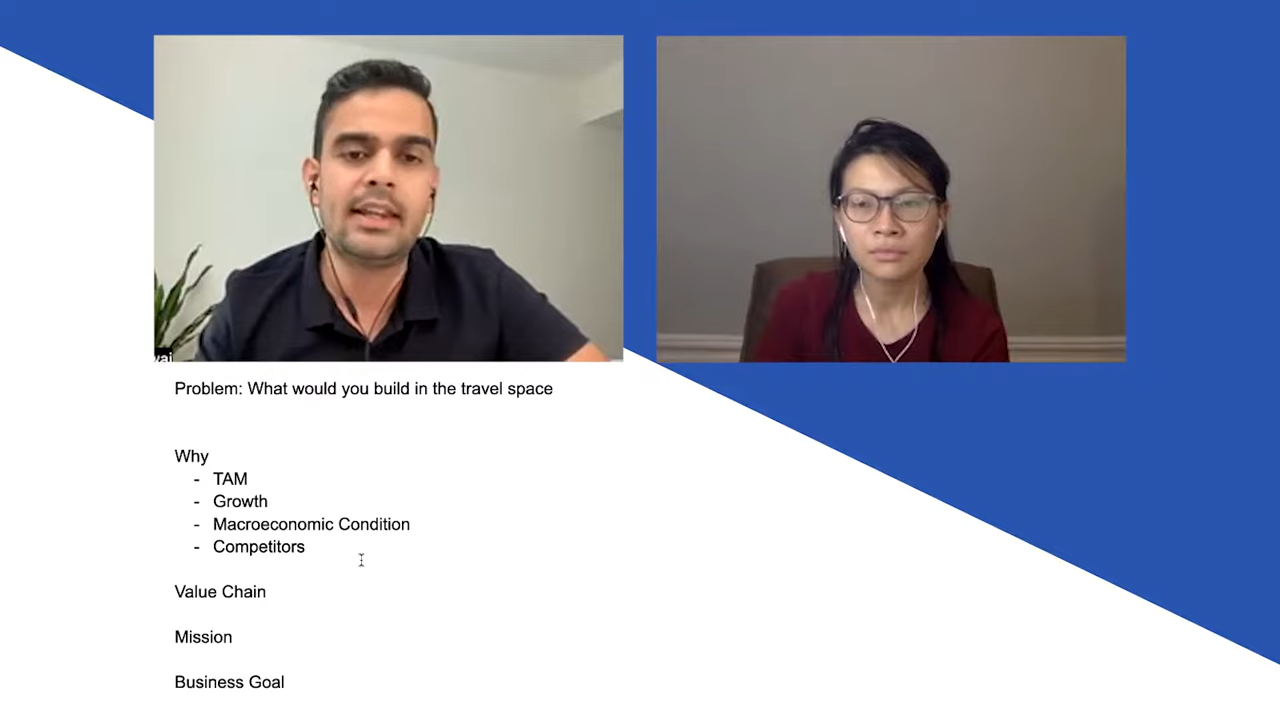 Problem: What would you build in the travel space
Why
- TAM
- Growth
- Macroeconomic Condition
- Competitors
Value Chain
Mission
Business Goal